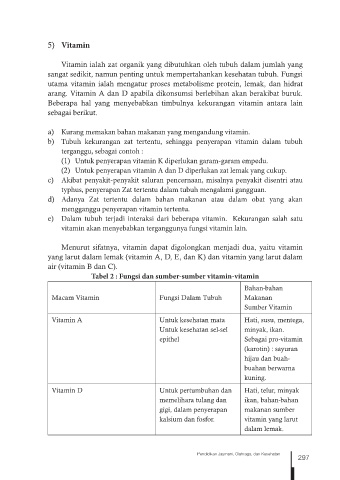 5) Vitamin
Vitamin ialah zat organik yang dibutuhkan oleh tubuh dalam jumlah yang
sangat sedikit, namun penting untuk mempertahankan kesehatan tubuh. Fungsi
utama vitamin ialah mengatur proses metabolisme protein, lemak, dan hidrat
arang. Vitamin A dan D apabila dikonsumsi berlebihan akan berakibat buruk.
Beberapa hal yang menyebabkan timbulnya kekurangan vitamin antara lain
sebagai berikut.
a) Kurang memakan bahan makanan yang mengandung vitamin.
b) Tubuh kekurangan zat tertentu, sehingga penyerapan vitamin dalam tubuh
terganggu, sebagai contoh :
(1) Untuk penyerapan vitamin K diperlukan garam-garam empedu.
(2) Untuk penyerapan vitamin A dan D diperlukan zat lemak yang cukup.
c) Akibat penyakit-penyakit saluran pencernaan, misalnya penyakit disentri atau
typhus, penyerapan Zat tertentu dalam tubuh mengalami gangguan.
d) Adanya Zat tertentu dalam bahan makanan atau dalam obat yang akan
mengganggu penyerapan vitamin tertentu.
e) Dalam tubuh terjadi interaksi dari beberapa vitamin. Kekurangan salah satu
vitamin akan menyebabkan terganggunya fungsi vitamin lain.
Menurut sifatnya, vitamin dapat digolongkan menjadi dua, yaitu vitamin
yang larut dalam lemak (vitamin A, D, E, dan K) dan vitamin yang larut dalam
air (vitamin B dan C).
Tabel 2 : Fungsi dan sumber-sumber vitamin-vitamin
Macam Vitamin
Fungsi Dalam Tubuh
Bahan-bahan
Makanan
Sumber Vitamin
Vitamin A
Untuk kesehatan mata
Untuk kesehatan sel-sel
epithel
Hati, susu, mentega,
minyak, ikan.
Sebagai pro-vitamin
(karotin) : sayuran
hijau dan buah-
buahan berwarna
kuning.
Vitamin D
Untuk pertumbuhan dan
memelihara tulang dan
gigi, dalam penyerapan
kalsium dan fosfor.
Hati, telur, minyak
ikan, bahan-bahan
makanan sumber
vitamin yang larut
dalam lemak.
Pendidikan Jasmani, Olahraga, dan Kesehatan
297